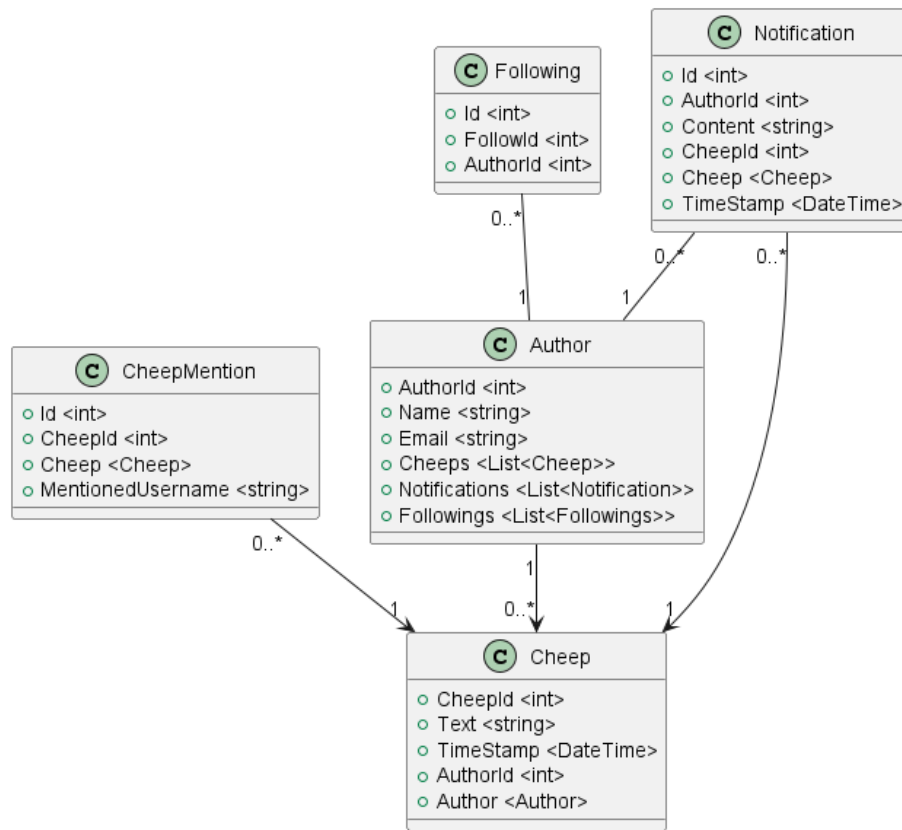 C Notification
Id <int>
AuthorId <int>
Content <string>
CheepId <int>
Cheep <Cheep>
TimeStamp <DateTime>
C Following
Id <int>
FollowId <int>
AuthorId <int>
0..*
0..*
0..*
1
1
C Author
AuthorId <int>
Name <string>
Email <string>
Cheeps <List<Cheep>>
Notifications <List<Notification>>
Followings <List<Followings>>
C CheepMention
Id <int>
CheepId <int>
Cheep <Cheep>
MentionedUsername <string>
0..*
1
1
0..*
1
C Cheep
CheepId <int>
Text <string>
TimeStamp <DateTime>
AuthorId <int>
Author <Author>